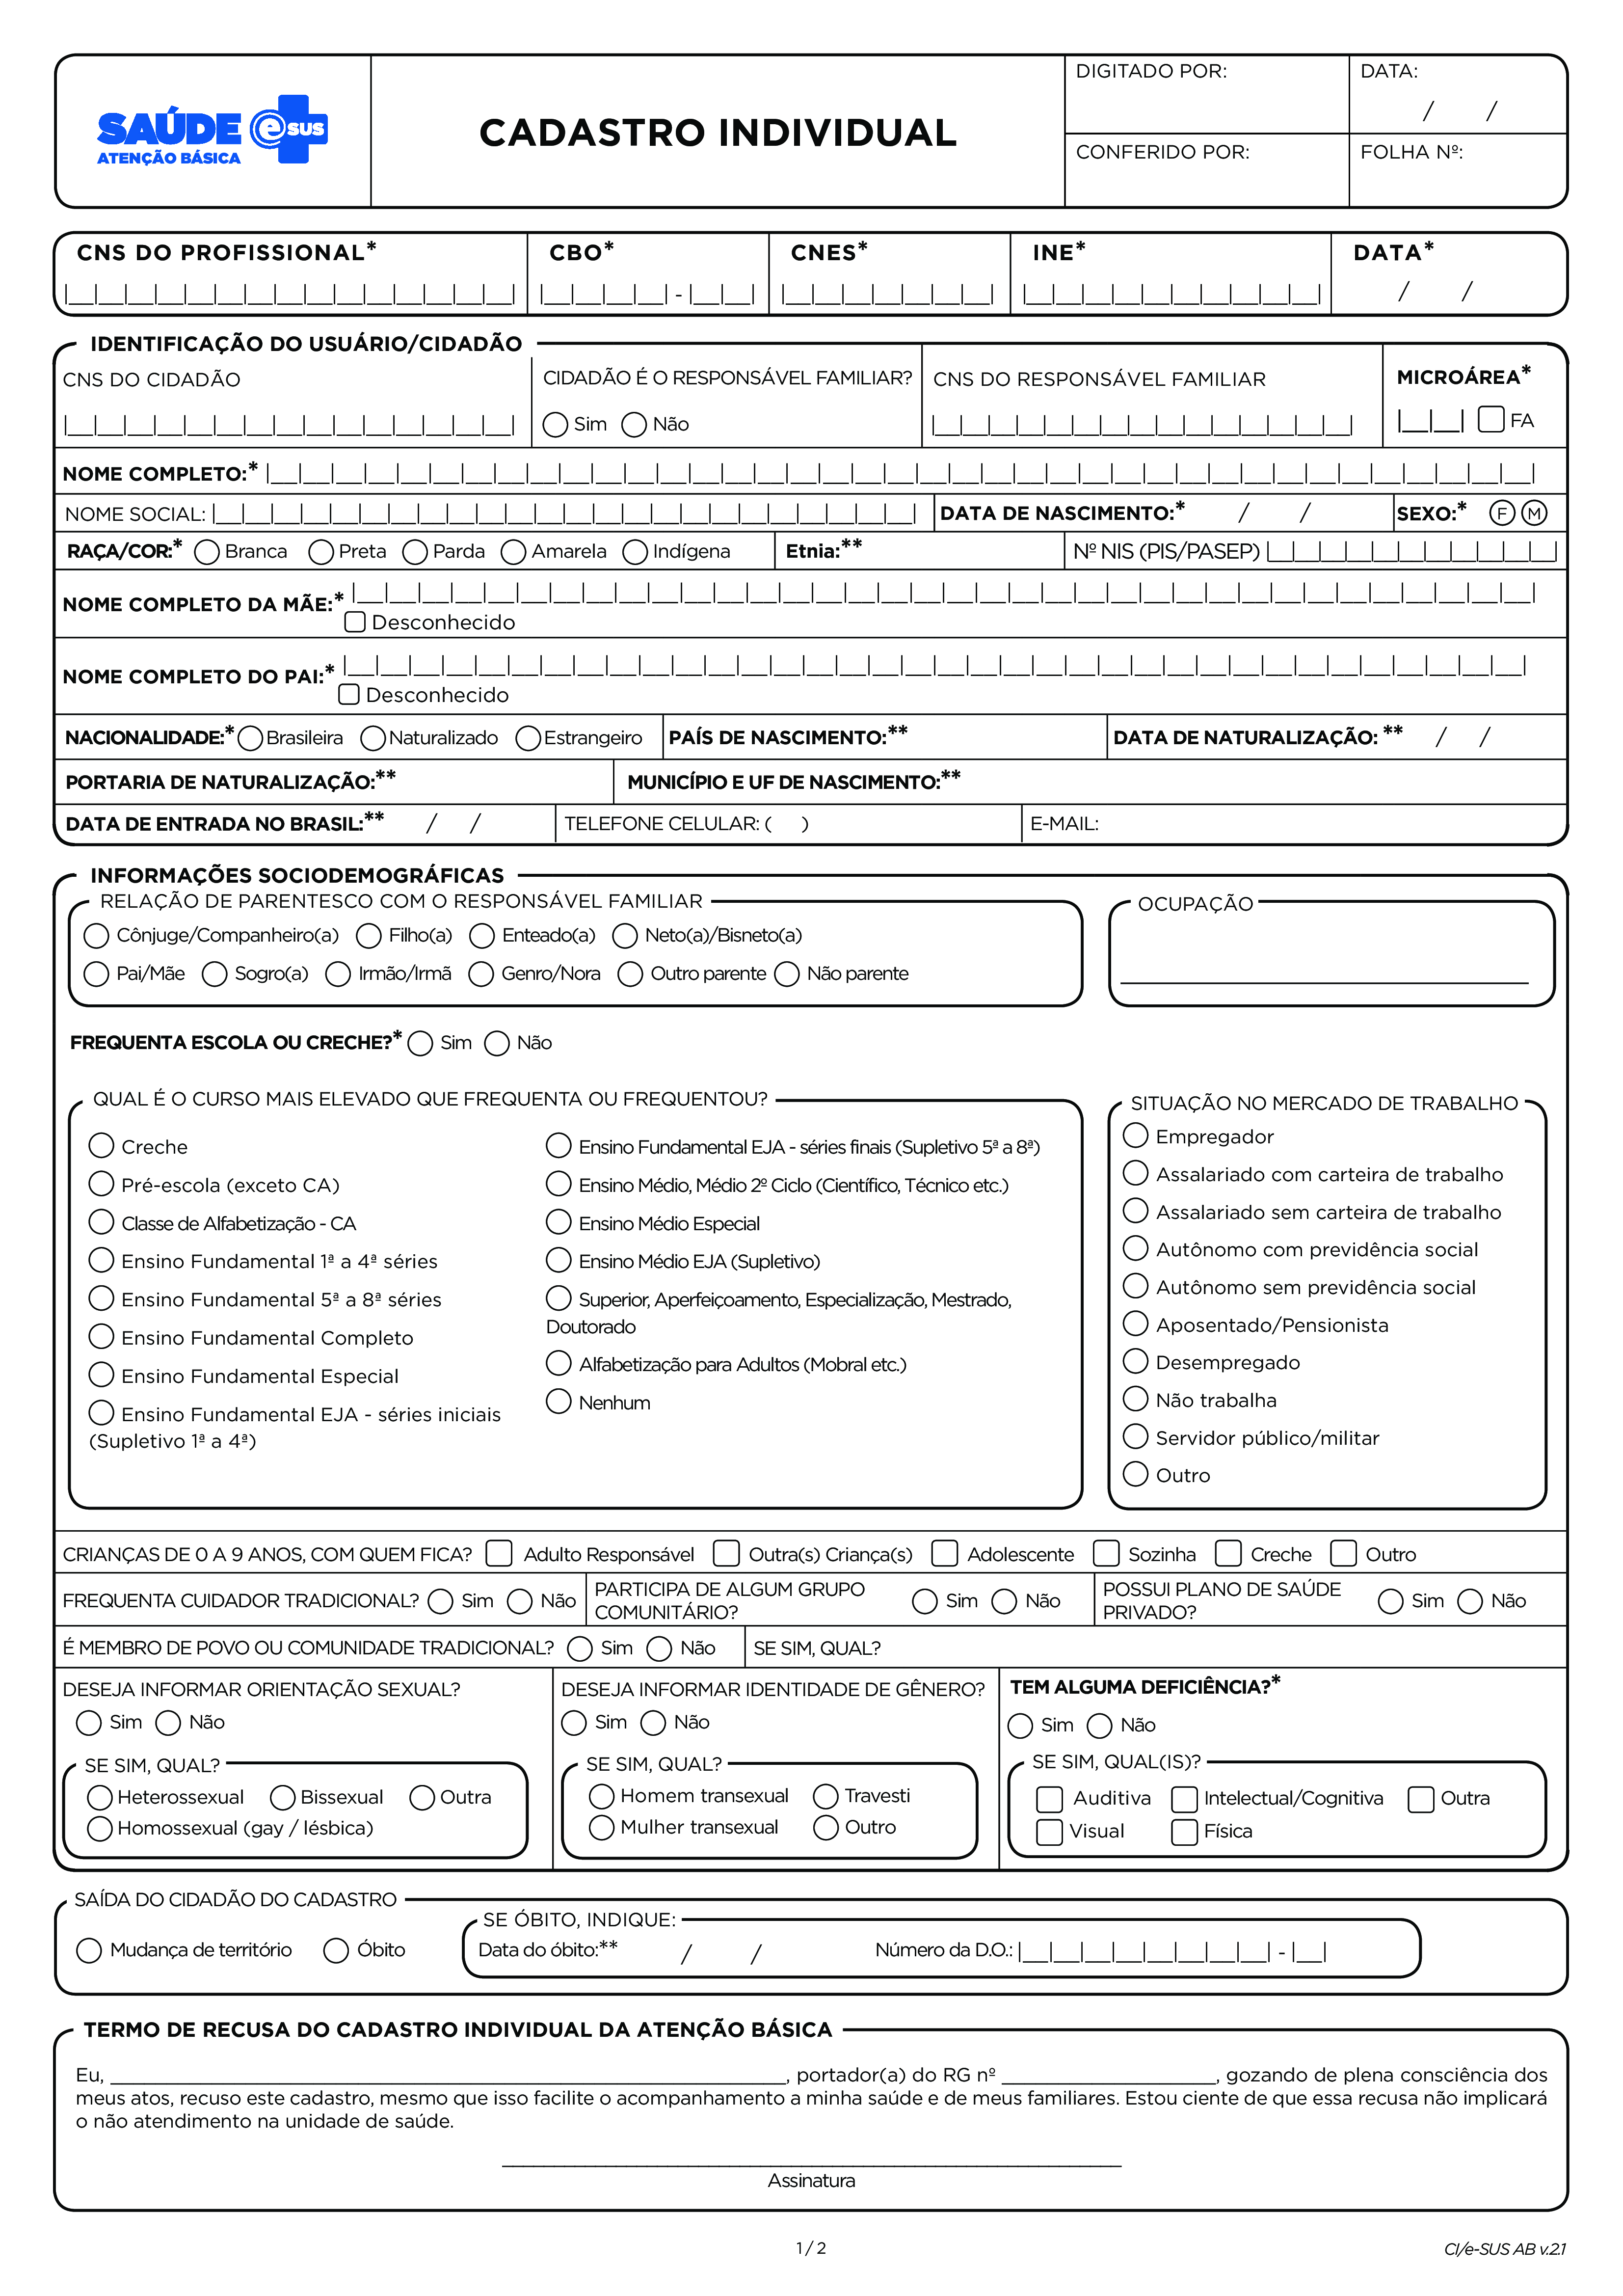 SAÚDE e SUS
ATENÇÃO BÁSICA
CADASTRO INDIVIDUAL
DIGITADO POR:
DATA:
/ /
CONFERIDO POR:
FOLHA Nº:
CNS DO PROFISSIONAL* CBO* CNES* INE* DATA*
- / /
IDENTIFICAÇÃO DO USUÁRIO/CIDADÃO
CNS DO CIDADÃO
CIDADÃO É O RESPONSÁVEL FAMILIAR?
Sim Não
CNS DO RESPONSÁVEL FAMILIAR
MICROÁREA*
FA
NOME COMPLETO:*
NOME SOCIAL: DATA DE NASCIMENTO:* / / SEXO:* F M
RAÇA/COR:* Branca Preta Parda Amarela Indígena Etnia:** Nº NIS (PIS/PASEP)
NOME COMPLETO DA MÃE:*
Desconhecido
NOME COMPLETO DO PAI:*
Desconhecido
NACIONALIDADE:* Brasileira Naturalizado Estrangeiro PAÍS DE NASCIMENTO:** DATA DE NATURALIZAÇÃO: ** / /
PORTARIA DE NATURALIZAÇÃO:** MUNICÍPIO E UF DE NASCIMENTO:**
DATA DE ENTRADA NO BRASIL:** / / TELEFONE CELULAR: ( ) E-MAIL:
INFORMAÇÕES SOCIODEMOGRÁFICAS
RELAÇÃO DE PARENTESCO COM O RESPONSÁVEL FAMILIAR
Cônjuge/Companheiro(a) Filho(a) Enteado(a) Neto(a)/Bisneto(a)
Pai/Mãe Sogro(a) Irmão/Irmã Genro/Nora Outro parente Não parente
OCUPAÇÃO
FREQUENTA ESCOLA OU CRECHE?* Sim Não
QUAL É O CURSO MAIS ELEVADO QUE FREQUENTA OU FREQUENTOU?
Creche
Pré-escola (exceto CA)
Classe de Alfabetização - CA
Ensino Fundamental 1ª a 4ª séries
Ensino Fundamental 5ª a 8ª séries
Ensino Fundamental Completo
Ensino Fundamental Especial
Ensino Fundamental EJA - séries iniciais
(Supletivo 1ª a 4ª)
Ensino Fundamental EJA - séries finais (Supletivo 5ª a 8ª)
Ensino Médio, Médio 2º Ciclo (Científico, Técnico etc.)
Ensino Médio Especial
Ensino Médio EJA (Supletivo)
Superior, Aperfeiçoamento, Especialização, Mestrado,
Doutorado
Alfabetização para Adultos (Mobral etc.)
Nenhum
SITUAÇÃO NO MERCADO DE TRABALHO
Empregador
Assalariado com carteira de trabalho
Assalariado sem carteira de trabalho
Autônomo com previdência social
Autônomo sem previdência social
Aposentado/Pensionista
Desempregado
Não trabalha
Servidor público/militar
Outro
CRIANÇAS DE 0 A 9 ANOS, COM QUEM FICA? Adulto Responsável Outra(s) Criança(s) Adolescente Sozinha Creche Outro
FREQUENTA CUIDADOR TRADICIONAL? Sim Não
PARTICIPA DE ALGUM GRUPO
COMUNITÁRIO?
Sim Não
POSSUI PLANO DE SAÚDE
PRIVADO?
Sim Não
É MEMBRO DE POVO OU COMUNIDADE TRADICIONAL? Sim Não SE SIM, QUAL?
DESEJA INFORMAR ORIENTAÇÃO SEXUAL?
Sim Não
SE SIM, QUAL?
Heterossexual Bissexual Outra
Homossexual (gay / lésbica)
DESEJA INFORMAR IDENTIDADE DE GÊNERO?
Sim Não
SE SIM, QUAL?
Homem transexual Travesti
Mulher transexual Outro
TEM ALGUMA DEFICIÊNCIA?*
Sim Não
SE SIM, QUAL(IS)?
Auditiva Intelectual/Cognitiva Outra
Visual Física
SAÍDA DO CIDADÃO DO CADASTRO
Mudança de território Óbito
SE ÓBITO, INDIQUE:
Data do óbito:** / / Número da D.O.: -
TERMO DE RECUSA DO CADASTRO INDIVIDUAL DA ATENÇÃO BÁSICA
Eu, ____, portador(a) do RG nº ____, gozando de plena consciência dos
meus atos, recuso este cadastro, mesmo que isso facilite o acompanhamento a minha saúde e de meus familiares. Estou ciente de que essa recusa não implicará
o não atendimento na unidade de saúde.
Assinatura
1 / 2
CI/e-SUS AB v.2.1